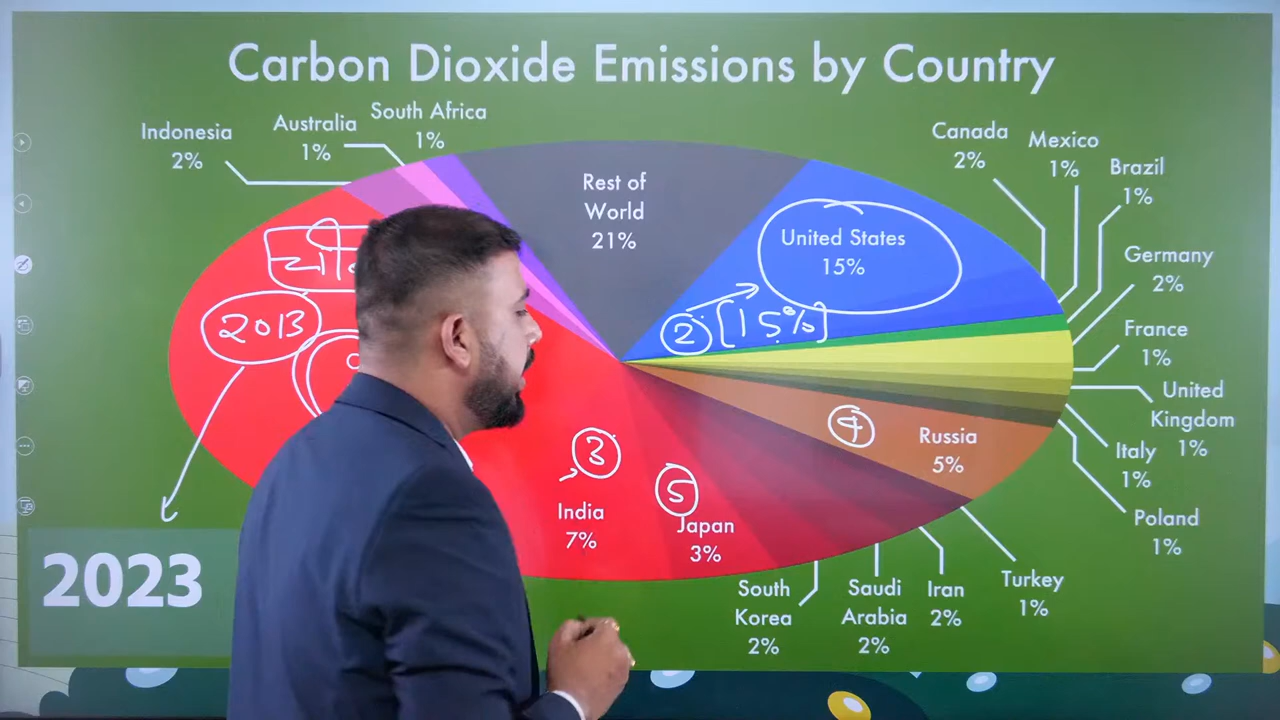 Carbon Dioxide Emissions by Country
South Africa
1%
Australia
1%
Indonesia
2%
Rest of
World
21%
United States
15%
2 [15%]
Canada
2%
Mexico
1%
Brazil
1%
Germany
2%
France
1%
United
Kingdom
1%
Italy
1%
Poland
1%
2013
4
Russia
5%
3
India
7%
5
Japan
3%
2023
South
Korea
2%
Saudi
Arabia
2%
Iran
2%
Turkey
1%